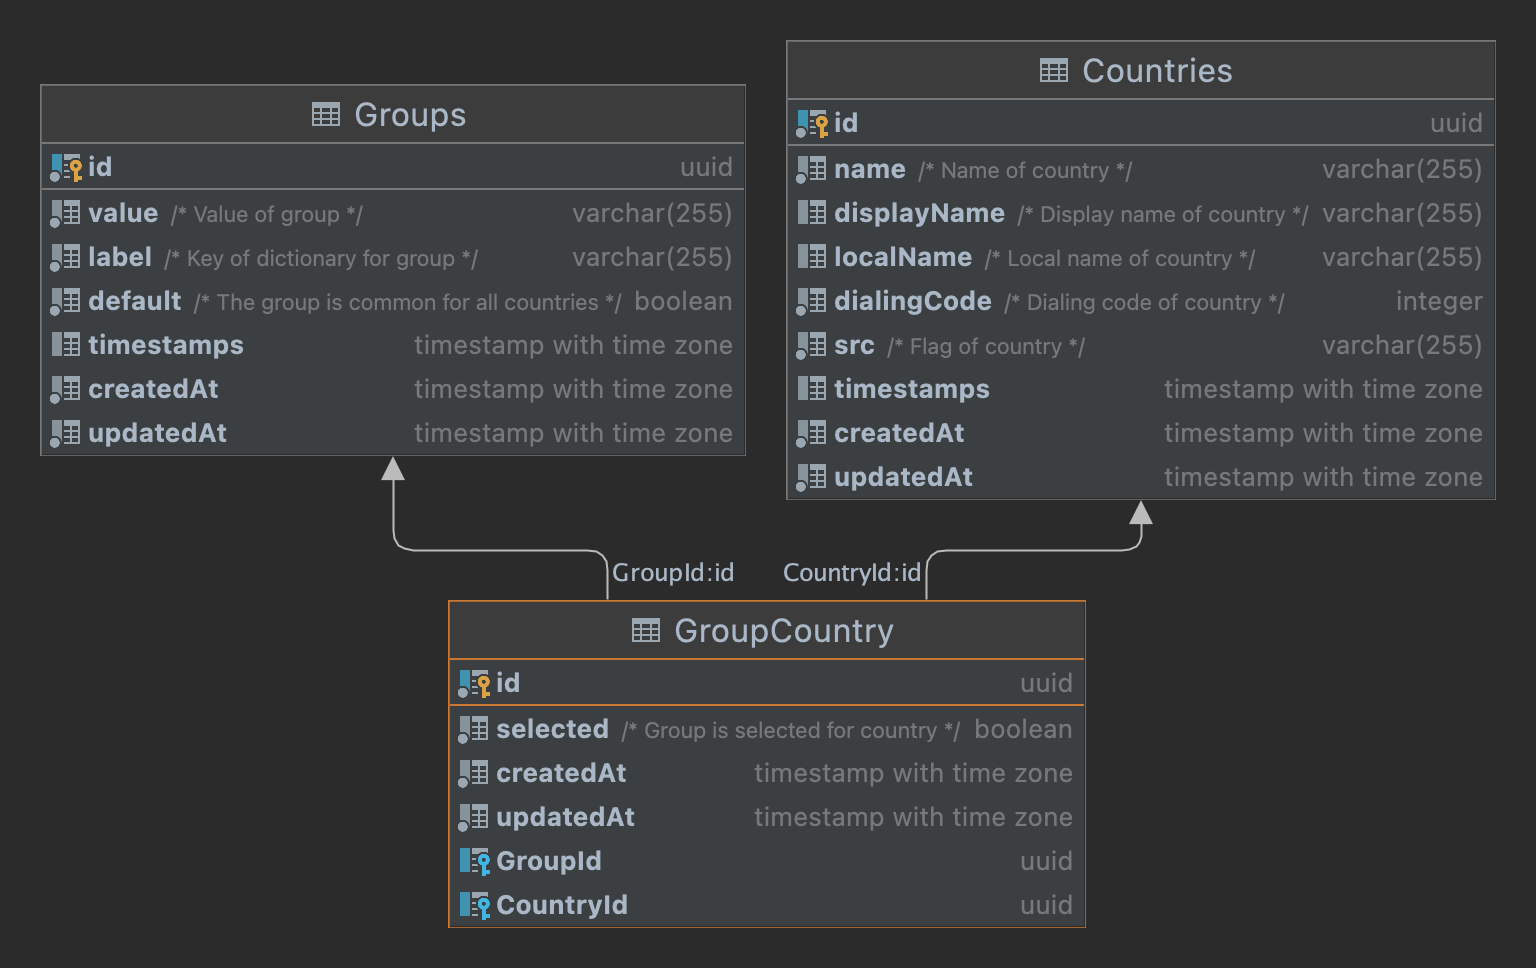 Groups
id uuid
value /* Value of group */ varchar(255)
label /* Key of dictionary for group */ varchar(255)
default /* The group is common for all countries */ boolean
timestamps timestamp with time zone
createdAt timestamp with time zone
updatedAt timestamp with time zone
Countries
id uuid
name /* Name of country */ varchar(255)
displayName /* Display name of country */ varchar(255)
localName /* Local name of country */ varchar(255)
dialingCode /* Dialing code of country */ integer
src /* Flag of country */ varchar(255)
timestamps timestamp with time zone
createdAt timestamp with time zone
updatedAt timestamp with time zone
GroupId:id
CountryId:id
GroupCountry
id uuid
selected /* Group is selected for country */ boolean
createdAt timestamp with time zone
updatedAt timestamp with time zone
GroupId uuid
CountryId uuid